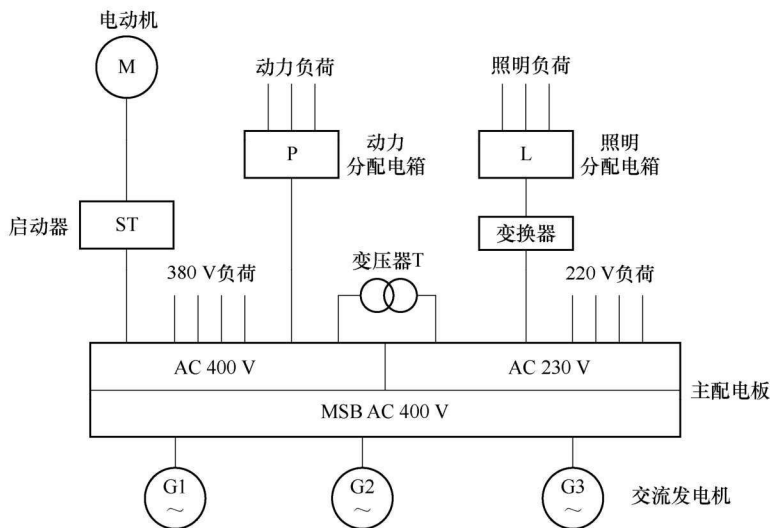 电动机
M
动力负荷
照明负荷
P
动力
分配电箱
L
照明
分配电箱
启动器
ST
变换器
变压器T
380 V负荷
220 V负荷
AC 400 V
AC 230 V
主配电板
MSB AC 400 V
G1
~
G2
~
G3
~
交流发电机